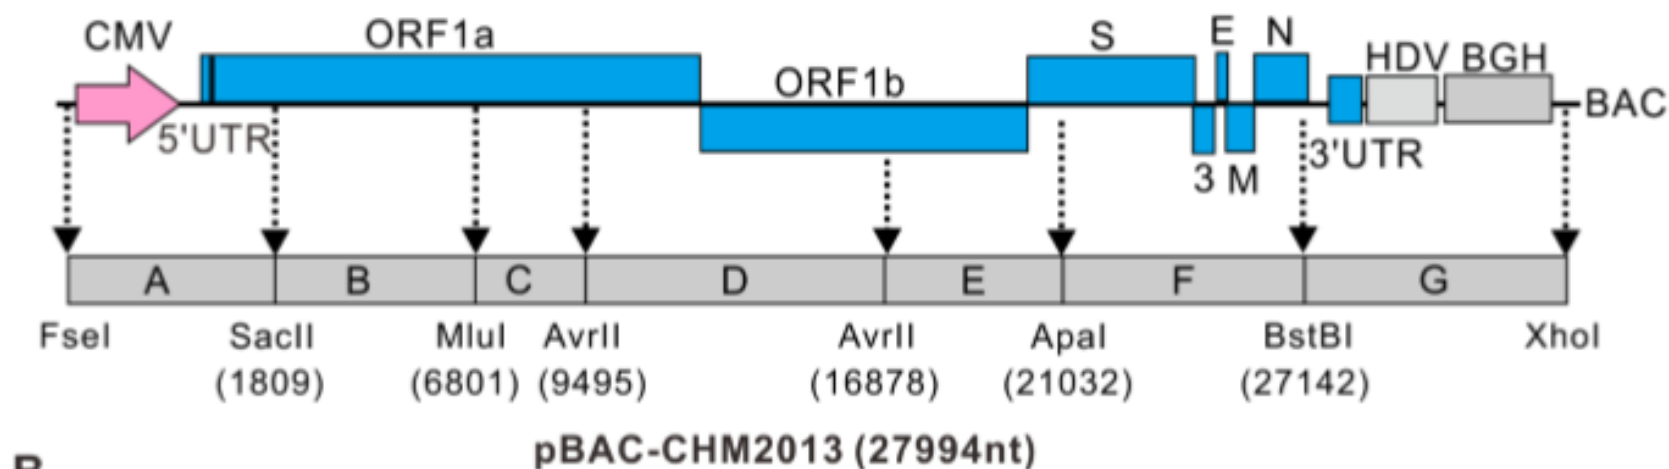 CMV ORF1a S E N
HDV BGH
ORF1b
BAC
5'UTR
3'UTR
3 M
A B C D E F G
FseI SacII MluI AvrII AvrII ApaI BstBI XhoI
(1809) (6801) (9495) (16878) (21032) (27142)
pBAC-CHM2013 (27994nt)
B